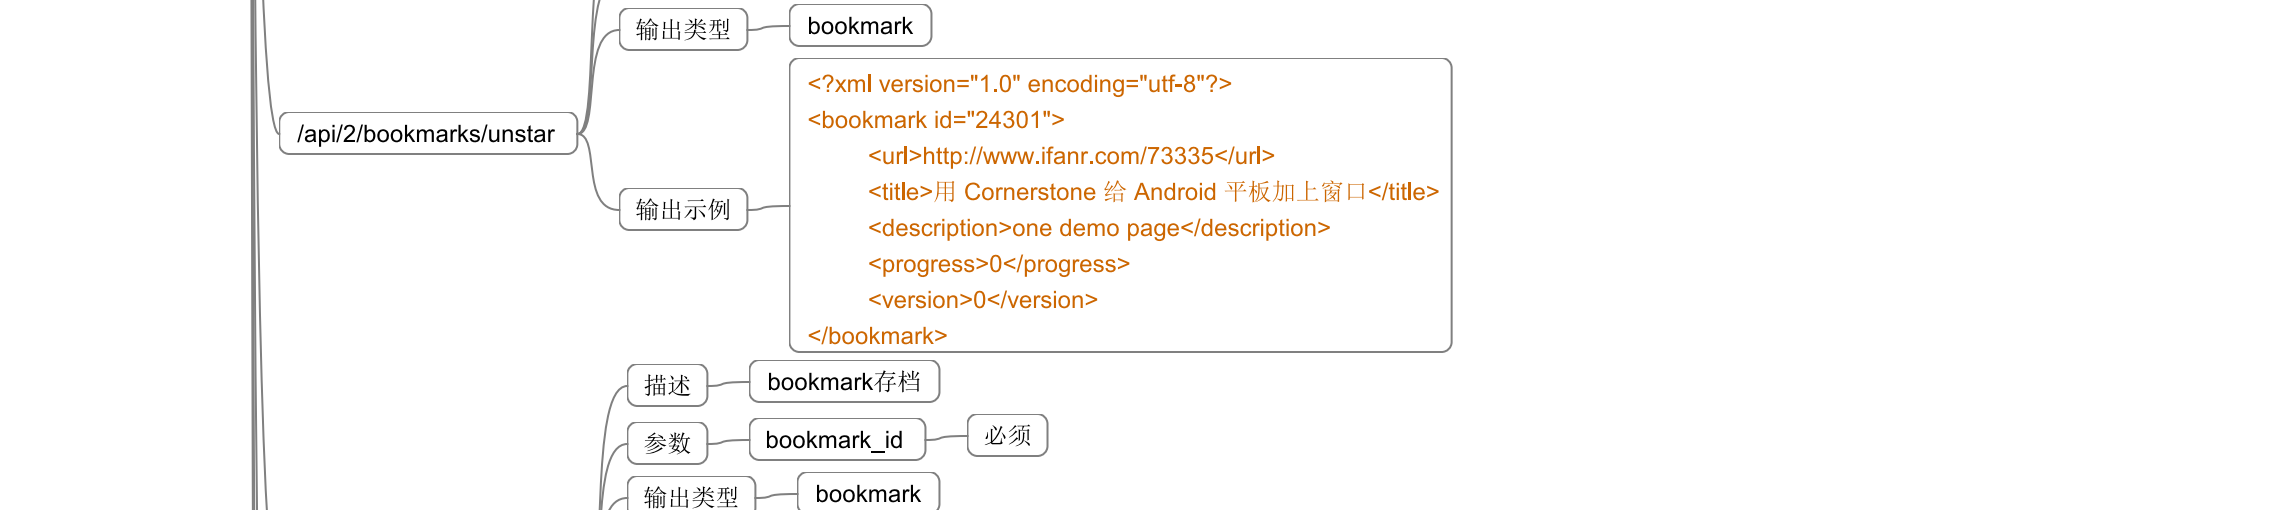 输出类型
bookmark
/api/2/bookmarks/unstar
输出示例
<?xml version="1.0" encoding="utf-8"?>
<bookmark id="24301">
<url>http://www.ifanr.com/73335</url>
<title>用 Cornerstone 给 Android 平板加上窗口</title>
<description>one demo page</description>
<progress>0</progress>
<version>0</version>
</bookmark>
描述
bookmark存档
参数
bookmark_id
必须
输出类型
bookmark